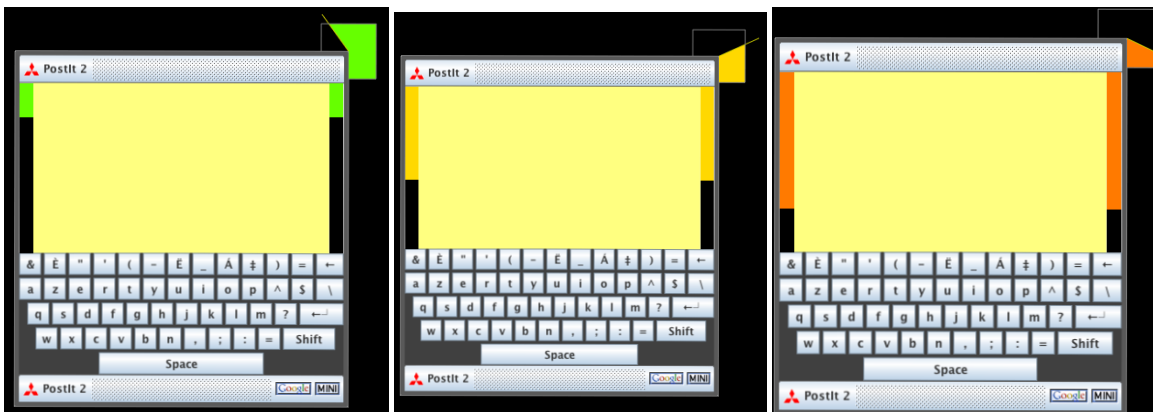 PostIt 2
& È " ' ( – Ë _ Á ‡ ) = ←
a z e r t y u i o p ^ $ \
q s d f g h j k l m ? ↵
w x c v b n , ; : = Shift
Space
PostIt 2 Google MINI
PostIt 2
& È " ' ( – Ë _ Á ‡ ) = ←
a z e r t y u i o p ^ $ \
q s d f g h j k l m ? ↵
w x c v b n , ; : = Shift
Space
PostIt 2 Google MINI
PostIt 2
& È " ' ( – Ë _ Á ‡ ) = ←
a z e r t y u i o p ^ $ \
q s d f g h j k l m ? ↵
w x c v b n , ; : = Shift
Space
PostIt 2 Google MINI